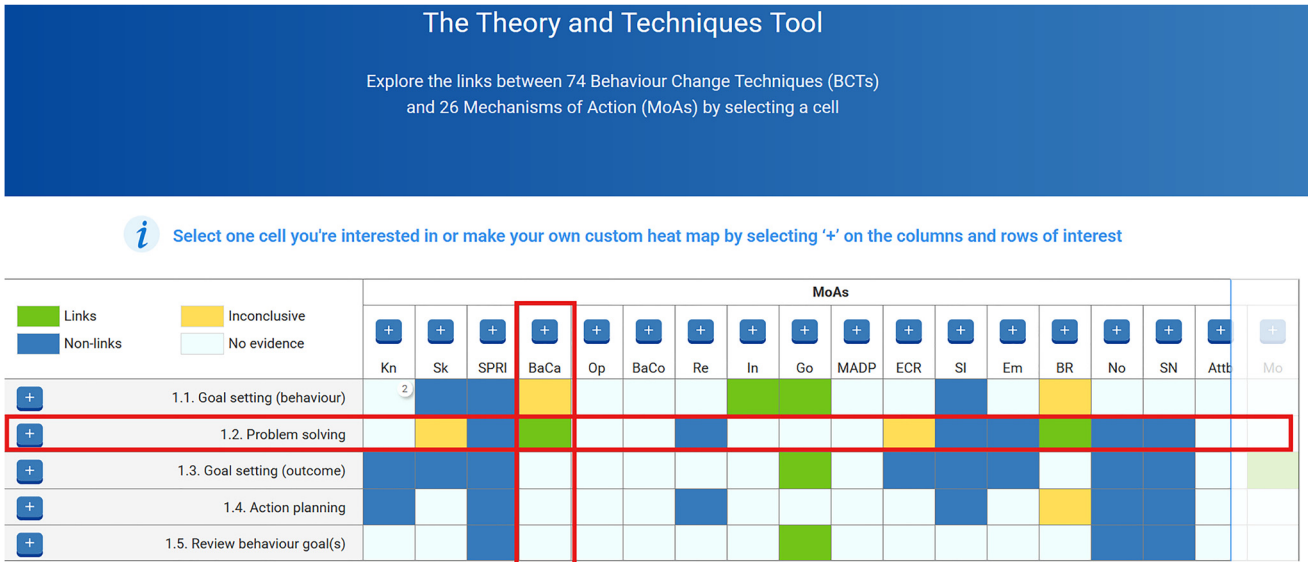 The Theory and Techniques Tool
Explore the links between 74 Behaviour Change Techniques (BCTs)
and 26 Mechanisms of Action (MoAs) by selecting a cell
i Select one cell you're interested in or make your own custom heat map by selecting ‘+’ on the columns and rows of interest
MoAs
Links Inconclusive
Non-links No evidence
+ + + + + + + + + + + + + + + + + +
Kn Sk SPRI BaCa Op BaCo Re In Go MADP ECR SI Em BR No SN Attb Mo
+ 1.1. Goal setting (behaviour) 2
+ 1.2. Problem solving
+ 1.3. Goal setting (outcome)
+ 1.4. Action planning
+ 1.5. Review behaviour goal(s)